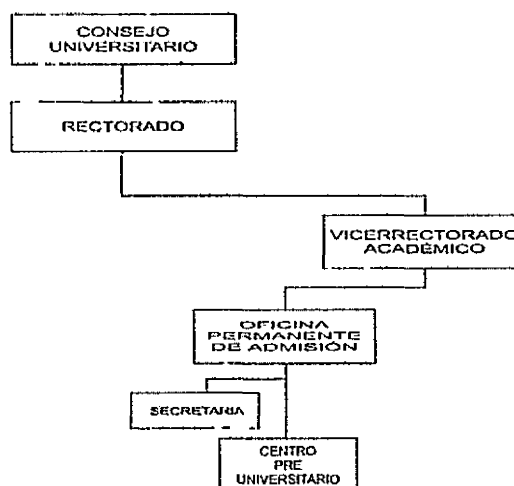 CONSEJO
UNIVERSITARIO
RECTORADO
VICERRECTORADO
ACADÉMICO
OFICINA
PERMANENTE
DE ADMISIÓN
SECRETARIA
CENTRO
PRE
UNIVERSITARIO